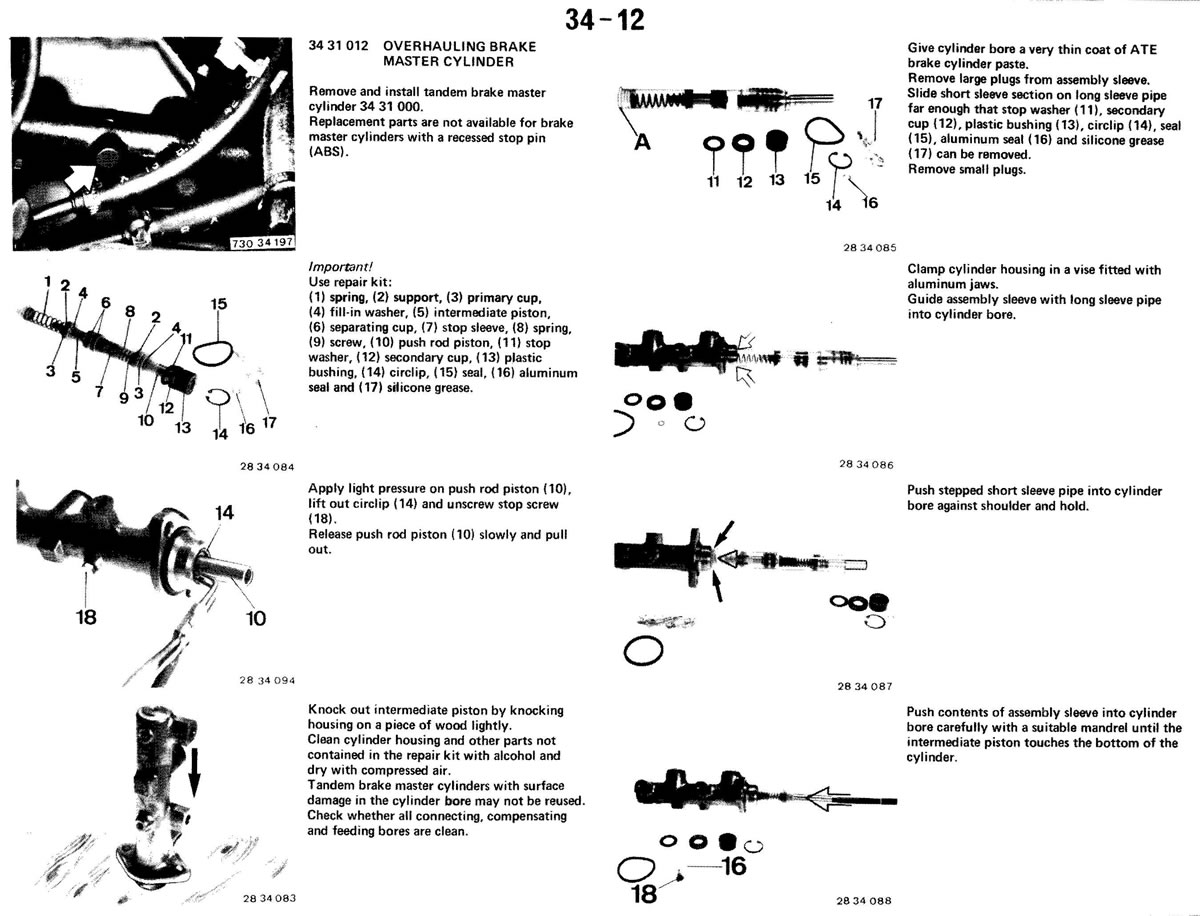 34-12
730 34 197
34 31 012 OVERHAULING BRAKE
MASTER CYLINDER
Remove and install tandem brake master
cylinder 34 31 000.
Replacement parts are not available for brake
master cylinders with a recessed stop pin
(ABS).
1 2 4 6 8 2 4 11 15
3 5 7 9 3 10 12 13 14 16 17
28 34 084
Important!
Use repair kit:
(1) spring, (2) support, (3) primary cup,
(4) fill-in washer, (5) intermediate piston,
(6) separating cup, (7) stop sleeve, (8) spring,
(9) screw, (10) push rod piston, (11) stop
washer, (12) secondary cup, (13) plastic
bushing, (14) circlip, (15) seal, (16) aluminum
seal and (17) silicone grease.
14
18
10
28 34 094
Apply light pressure on push rod piston (10),
lift out circlip (14) and unscrew stop screw
(18).
Release push rod piston (10) slowly and pull
out.
28 34 083
Knock out intermediate piston by knocking
housing on a piece of wood lightly.
Clean cylinder housing and other parts not
contained in the repair kit with alcohol and
dry with compressed air.
Tandem brake master cylinders with surface
damage in the cylinder bore may not be reused.
Check whether all connecting, compensating
and feeding bores are clean.
17
A
11 12 13 15
14 16
28 34 085
Give cylinder bore a very thin coat of ATE
brake cylinder paste.
Remove large plugs from assembly sleeve.
Slide short sleeve section on long sleeve pipe
far enough that stop washer (11), secondary
cup (12), plastic bushing (13), circlip (14), seal
(15), aluminum seal (16) and silicone grease
(17) can be removed.
Remove small plugs.
28 34 086
Clamp cylinder housing in a vise fitted with
aluminum jaws.
Guide assembly sleeve with long sleeve pipe
into cylinder bore.
28 34 087
Push stepped short sleeve pipe into cylinder
bore against shoulder and hold.
16
18
28 34 088
Push contents of assembly sleeve into cylinder
bore carefully with a suitable mandrel until the
intermediate piston touches the bottom of the
cylinder.